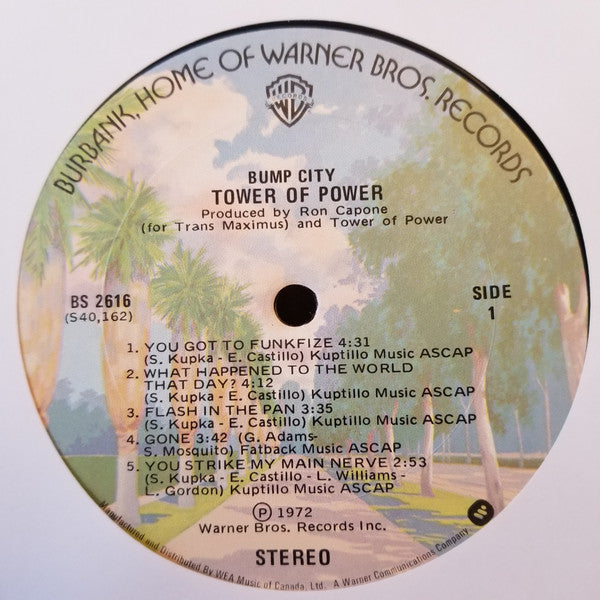 BURBANK, HOME OF WARNER BROS. RECORDS
WB
RECORDS
BUMP CITY
TOWER OF POWER
Produced by Ron Capone
(for Trans Maximus) and Tower of Power
BS 2616
(S40,162)
SIDE
1
1. YOU GOT TO FUNKFIZE 4:31
(S. Kupka - E. Castillo) Kuptillo Music ASCAP
2. WHAT HAPPENED TO THE WORLD
THAT DAY? 4:12
(S. Kupka - E. Castillo) Kuptillo Music ASCAP
3. FLASH IN THE PAN 3:35
(S. Kupka - E. Castillo) Kuptillo Music ASCAP
4. GONE 3:42 (G. Adams-
S. Mosquito) Fatback Music ASCAP
5. YOU STRIKE MY MAIN NERVE 2:53
(S. Kupka - E. Castillo - L. Williams -
L. Gordon) Kuptillo Music ASCAP
Ⓟ 1972
Warner Bros. Records Inc.
STEREO
Manufactured and Distributed By WEA Music of Canada, Ltd. A Warner Communications Company